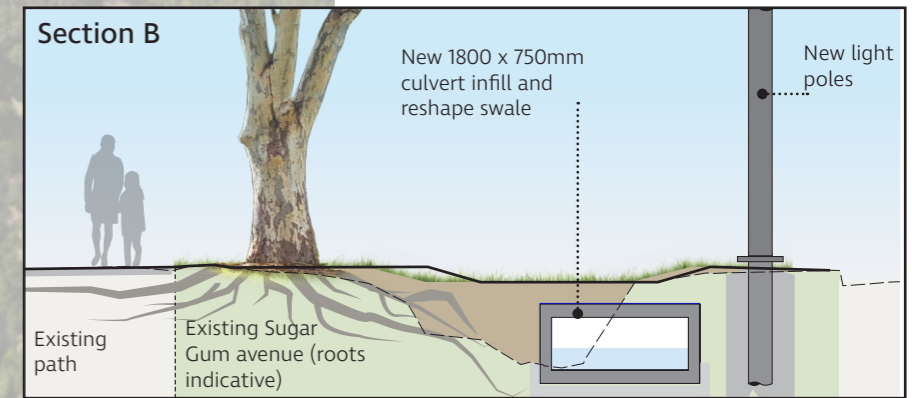 Section B
New 1800 x 750mm
culvert infill and
reshape swale
New light
poles
Existing
path
Existing Sugar
Gum avenue (roots
indicative)